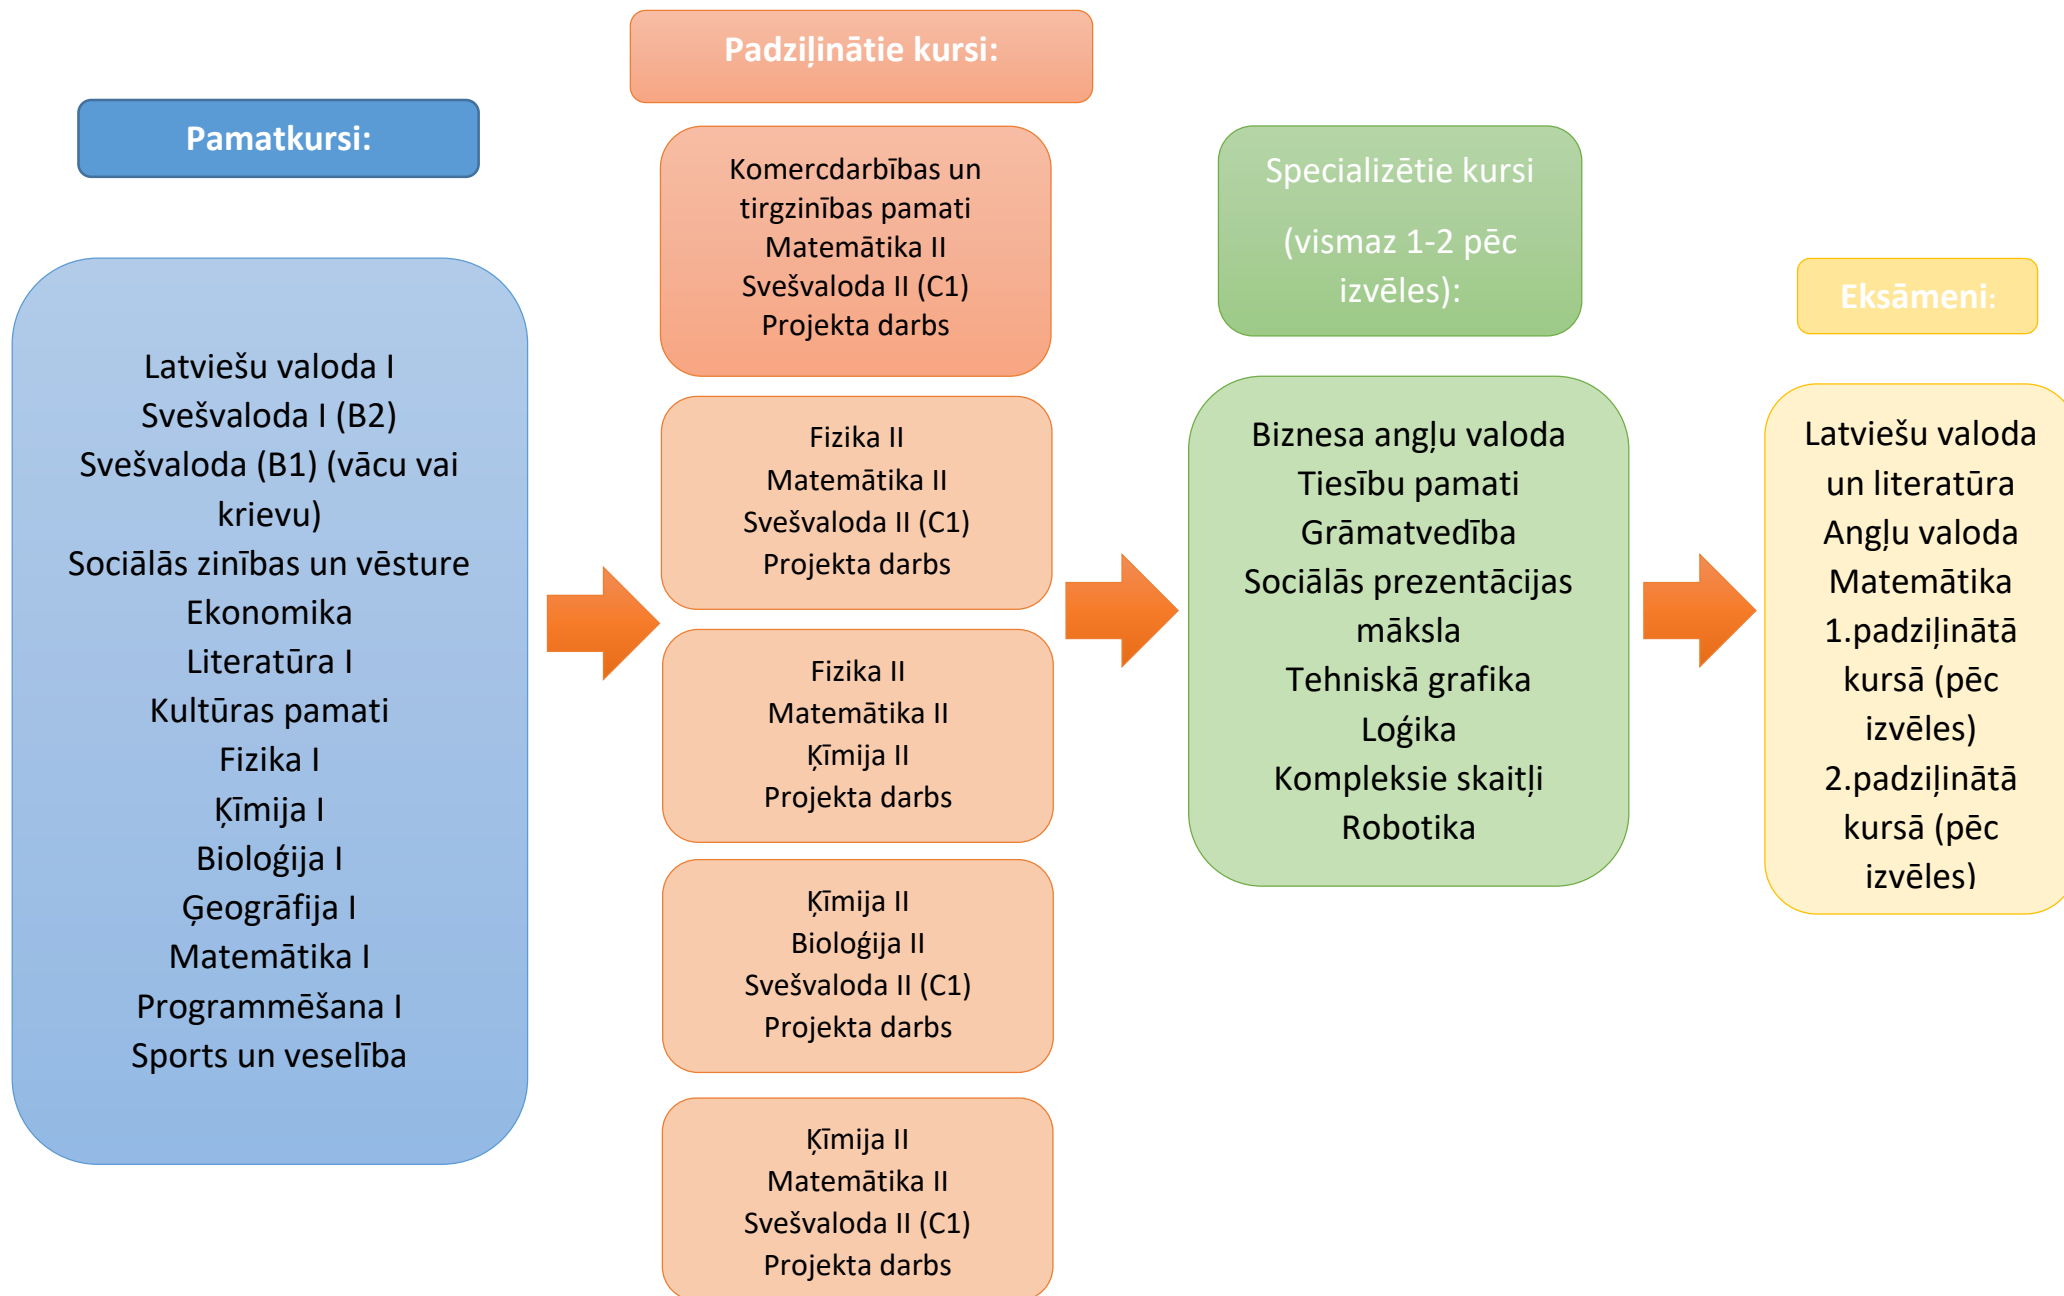 Pamatkursi:
Latviešu valoda I
Svešvaloda I (B2)
Svešvaloda (B1) (vācu vai
krievu)
Sociālās zinības un vēsture
Ekonomika
Literatūra I
Kultūras pamati
Fizika I
Ķīmija I
Bioloģija I
Ģeogrāfija I
Matemātika I
Programmēšana I
Sports un veselība
Padziļinātie kursi:
Komercdarbības un
tirgzinības pamati
Matemātika II
Svešvaloda II (C1)
Projekta darbs
Fizika II
Matemātika II
Svešvaloda II (C1)
Projekta darbs
Fizika II
Matemātika II
Ķīmija II
Projekta darbs
Ķīmija II
Bioloģija II
Svešvaloda II (C1)
Projekta darbs
Ķīmija II
Matemātika II
Svešvaloda II (C1)
Projekta darbs
Specializētie kursi
(vismaz 1-2 pēc
izvēles):
Biznesa angļu valoda
Tiesību pamati
Grāmatvedība
Sociālās prezentācijas
māksla
Tehniskā grafika
Loģika
Kompleksie skaitļi
Robotika
Eksāmeni:
Latviešu valoda
un literatūra
Angļu valoda
Matemātika
1.padziļinātā
kursā (pēc
izvēles)
2.padziļinātā
kursā (pēc
izvēles)